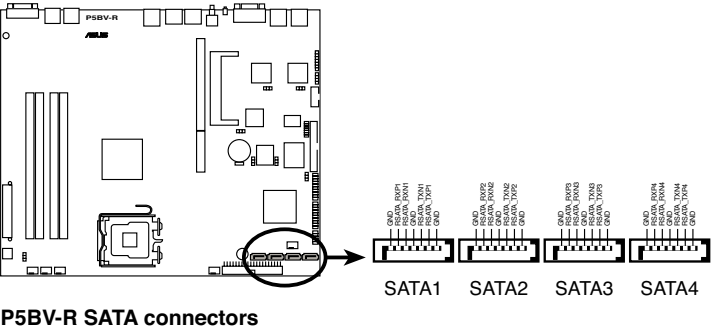 P5BV-R
ASUS
GND
RSATA_RXP1
RSATA_RXN1
GND
RSATA_TXN1
RSATA_TXP1
GND
GND
RSATA_RXP2
RSATA_RXN2
GND
RSATA_TXN2
RSATA_TXP2
GND
GND
RSATA_RXP3
RSATA_RXN3
GND
RSATA_TXN3
RSATA_TXP3
GND
GND
RSATA_RXP4
RSATA_RXN4
GND
RSATA_TXN4
RSATA_TXP4
GND
SATA1
SATA2
SATA3
SATA4
P5BV-R SATA connectors